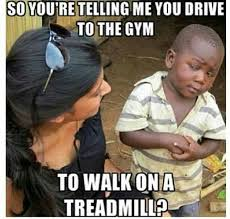 SO YOU'RE TELLING ME YOU DRIVE
TO THE GYM
TO WALK ON A
TREADMILL?